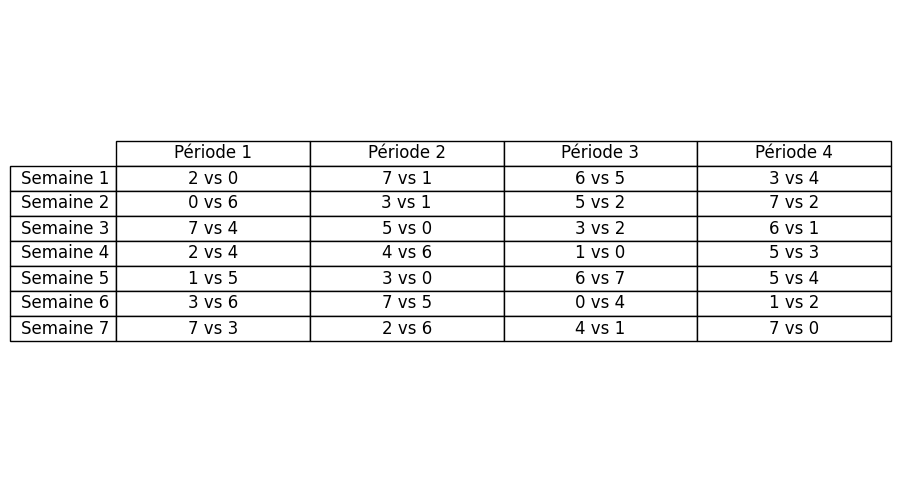 Période 1 Période 2 Période 3 Période 4
Semaine 1 2 vs 0 7 vs 1 6 vs 5 3 vs 4
Semaine 2 0 vs 6 3 vs 1 5 vs 2 7 vs 2
Semaine 3 7 vs 4 5 vs 0 3 vs 2 6 vs 1
Semaine 4 2 vs 4 4 vs 6 1 vs 0 5 vs 3
Semaine 5 1 vs 5 3 vs 0 6 vs 7 5 vs 4
Semaine 6 3 vs 6 7 vs 5 0 vs 4 1 vs 2
Semaine 7 7 vs 3 2 vs 6 4 vs 1 7 vs 0